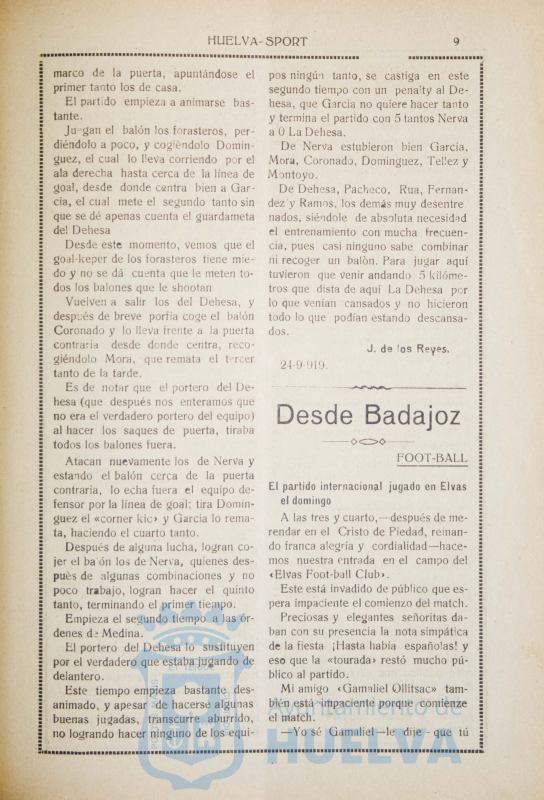 HUELVA-SPORT
9
marco de la puerta, apuntándose el
primer tanto los de casa.
El partido empieza a animarse bas-
tante.
Juegan el balón los forasteros, per-
diéndolo a poco, y cogiéndolo Domin-
guez, el cual lo lleva corriendo por el
ala derecha hasta cerca de la línea de
goal, desde donde centra bien a Gar-
cía, el cual mete el segundo tanto sin
que se dé apenas cuenta el guardameta
del Dehesa
Desde este momento, vemos que el
goal-keper de los forasteros tiene mie-
do y no se dá cuenta que le meten to-
dos los balones que le shootan
Vuelven a salir los del Dehesa, y
después de breve porfía coge el balón
Coronado y lo lleva frente a la puerta
contraria desde donde centra, reco-
giéndolo Mora, que remata el tercer
tanto de la tarde.
Es de notar que el portero del De-
hesa (que después nos enteramos que
no era el verdadero portero del equipo)
al hacer los saques de puerta, tiraba
todos los balones fuera.
Atacan nuevamente los de Nerva y
estando el balón cerca de la puerta
contraria, lo echa fuera el equipo de-
fensor por la línea de goal; tira Domin-
guez el «corner kic» y García lo rema-
ta, haciendo el cuarto tanto.
Después de alguna lucha, logran co-
jer el balón los de Nerva, quienes des-
pués de algunas combinaciones y no
poco trabajo, logran hacer el quinto
tanto, terminando el primer tiempo.
Empieza el segundo tiempo a las ór-
denes de Medina.
El portero del Dehesa lo sustituyen
por el verdadero que estaba jugando de
delantero.
Este tiempo empieza bastante des-
animado, y apesar de hacerse algunas
buenas jugadas, transcurre aburrido,
no logrando hacer ninguno de los equi-
pos ningún tanto, se castiga en este
segundo tiempo con un penalty al De-
hesa, que García no quiere hacer tanto
y termina el partido con 5 tantos Nerva
a 0 La Dehesa.
De Nerva estubieron bien García,
Mora, Coronado, Dominguez, Tellez y
Montoyo.
De Dehesa, Pacheco, Rua, Fernan-
dez y Ramos, los demás muy desentre
nados, siéndole de absoluta necesidad
el entrenamiento con mucha frecuen-
cia, pues casi ninguno sabe combinar
ni recoger un balón. Para jugar aquí
tuvieron que venir andando 5 kilóme-
tros que dista de aquí La Dehesa por
lo que venían cansados y no hicieron
todo lo que podían estando descansa-
dos.
J. de los Reyes.
24-9-919.
Desde Badajoz
FOOT-BALL
El partido internacional jugado en Elvas
el domingo
A las tres y cuarto,—después de me-
rendar en el Cristo de Piedad, reinan-
do franca alegría y cordialidad—hace-
mos nuestra entrada en el campo del
«Elvas Foot-ball Club».
Este está invadido de público que es-
pera impaciente el comienzo del match.
Preciosas y elegantes señoritas da-
ban con su presencia la nota simpática
de la fiesta ¡Hasta había españolas! y
eso que la «tourada» restó mucho pú-
blico al partido.
Mi amigo «Gamaliel Ollitsac» tam-
bién está impaciente porque comienze
el match.
—Yo sé Gamaliel—le dije—que tú
Ayuntamiento de
HUELVA